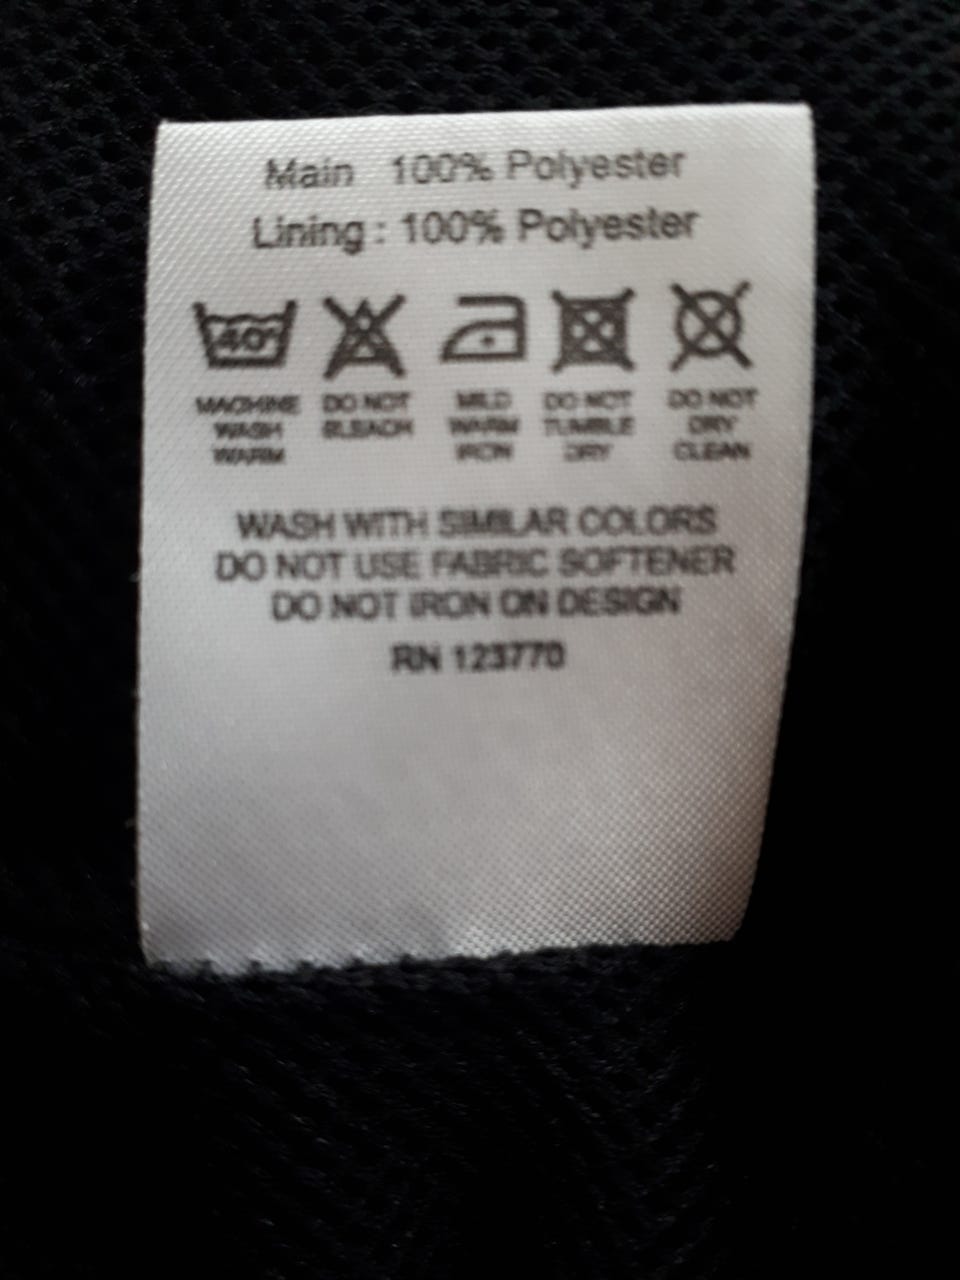 Main 100% Polyester
Lining : 100% Polyester
40°
MACHINE WASH WARM
DO NOT BLEACH
MILD WARM IRON
DO NOT TUMBLE DRY
DO NOT DRY CLEAN
WASH WITH SIMILAR COLORS
DO NOT USE FABRIC SOFTENER
DO NOT IRON ON DESIGN
RN 123770